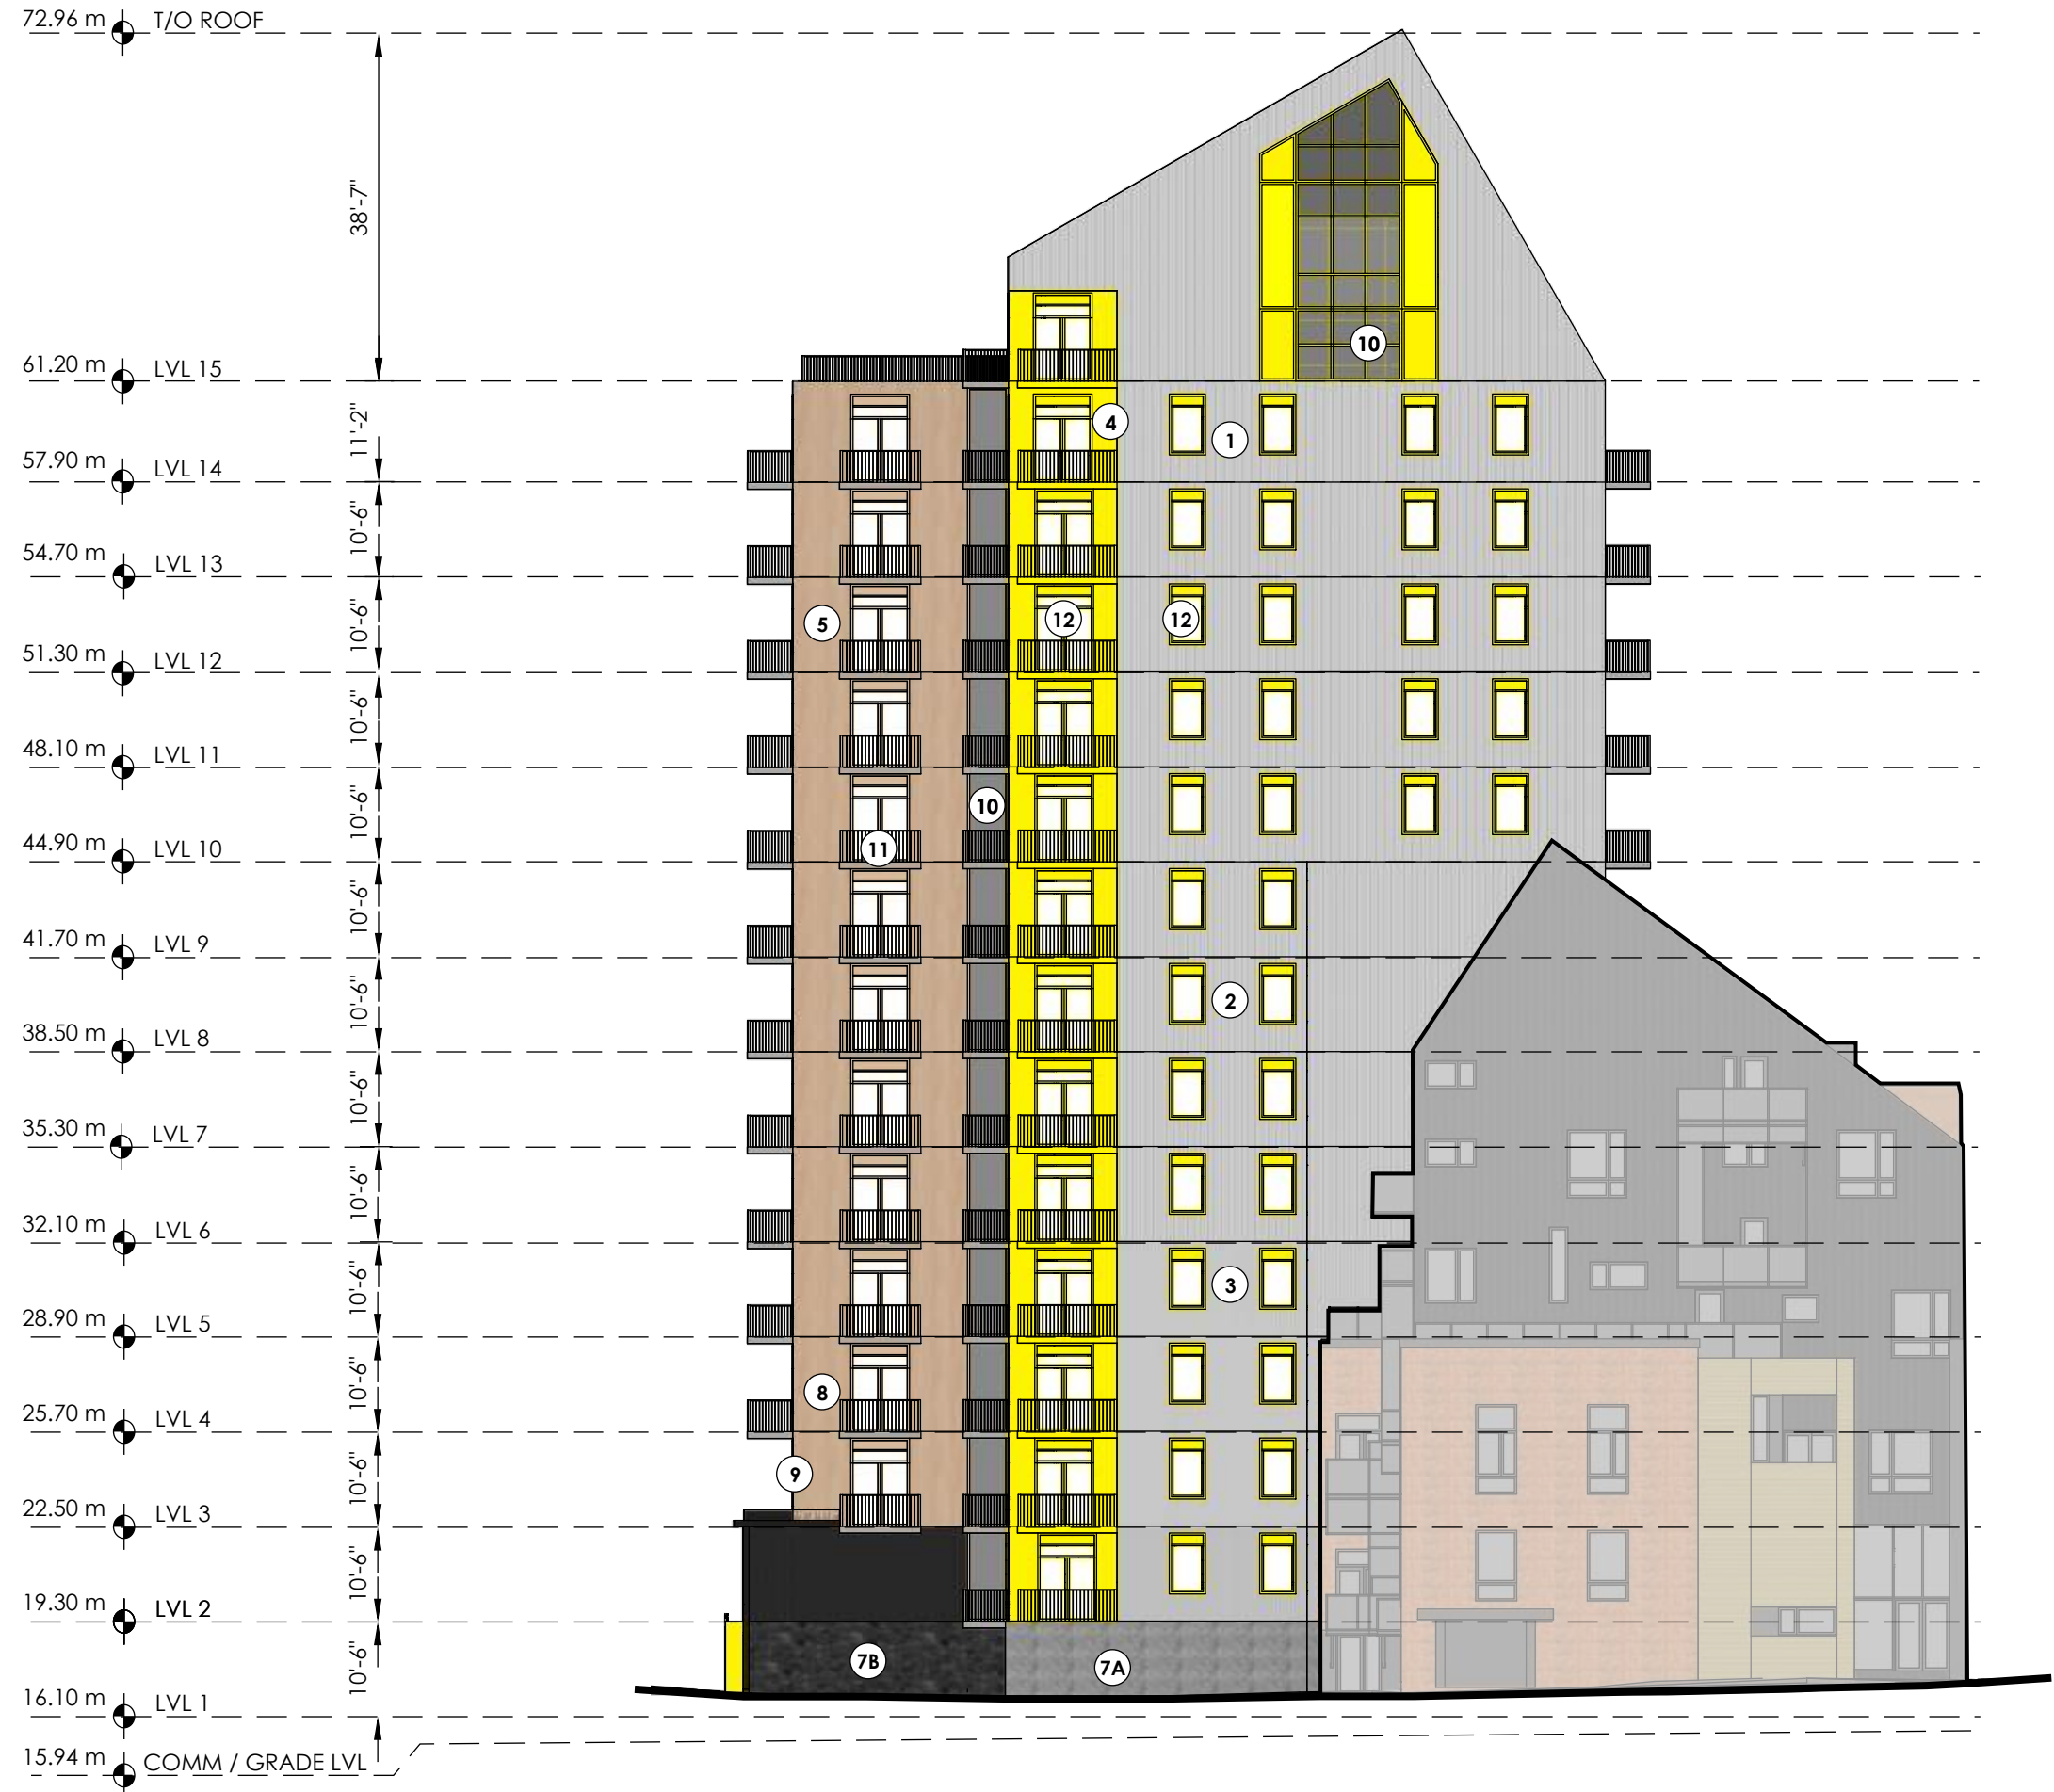 72.96 m T/O ROOF
38'-7"
10
61.20 m LVL 15
11'-2"
4
1
57.90 m LVL 14
10'-6"
54.70 m LVL 13
10'-6"
5
12
12
51.30 m LVL 12
10'-6"
48.10 m LVL 11
10'-6"
10
11
44.90 m LVL 10
10'-6"
41.70 m LVL 9
10'-6"
2
38.50 m LVL 8
10'-6"
35.30 m LVL 7
10'-6"
32.10 m LVL 6
10'-6"
3
28.90 m LVL 5
10'-6"
8
25.70 m LVL 4
10'-6"
9
22.50 m LVL 3
10'-6"
19.30 m LVL 2
10'-6"
7B
7A
16.10 m LVL 1
15.94 m COMM / GRADE LVL